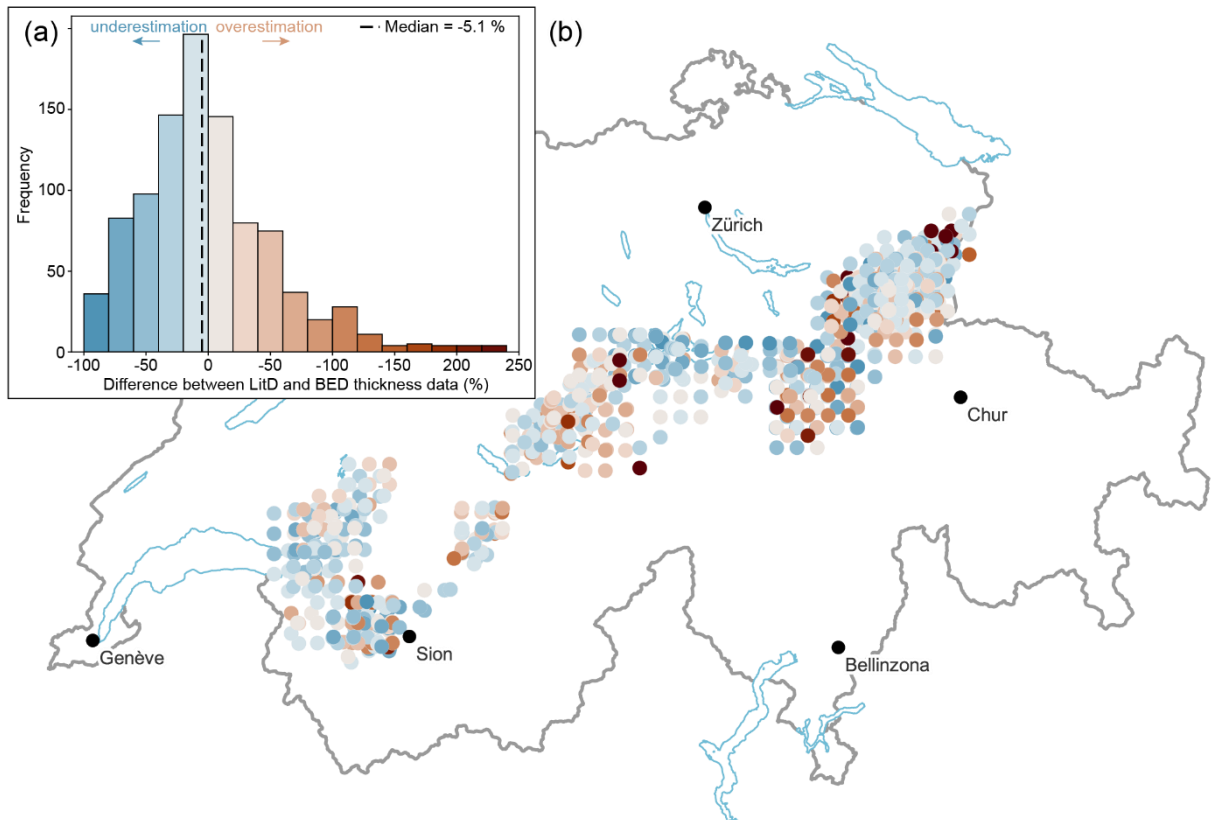 (a)
underestimation overestimation
Median = -5.1 %
(b)
150
100
50
0
Frequency
-100 -50 0 -50 -100 -150 200 250
Difference between LitD and BED thickness data (%)
Zürich
Chur
Genève
Sion
Bellinzona